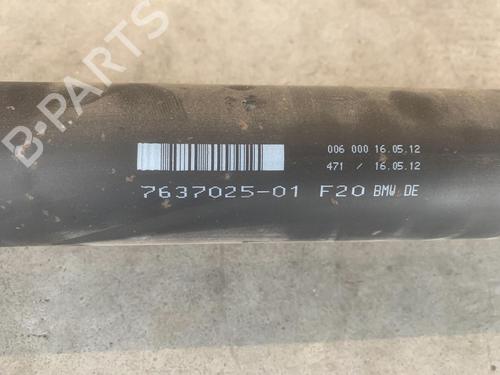 B-PARTS
006 000 16.05.12
471 / 16.05.12
7637025-01 F20 BMW DE